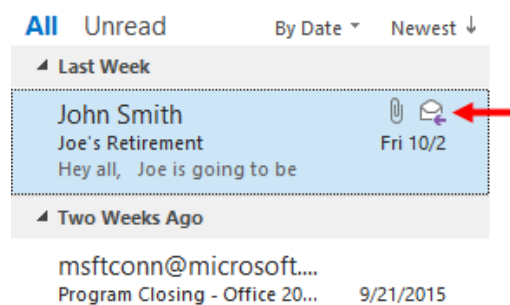 All Unread By Date Newest
Last Week
John Smith
Joe's Retirement Fri 10/2
Hey all, Joe is going to be
Two Weeks Ago
msftconn@microsoft....
Program Closing - Office 20... 9/21/2015